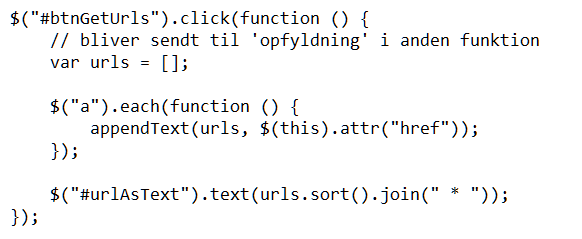 $("#btnGetUrls").click(function () {
// bliver sendt til 'opfyldning' i anden funktion
var urls = [];
$("a").each(function () {
appendText(urls, $(this).attr("href"));
});
$("#urlAsText").text(urls.sort().join(" * "));
});